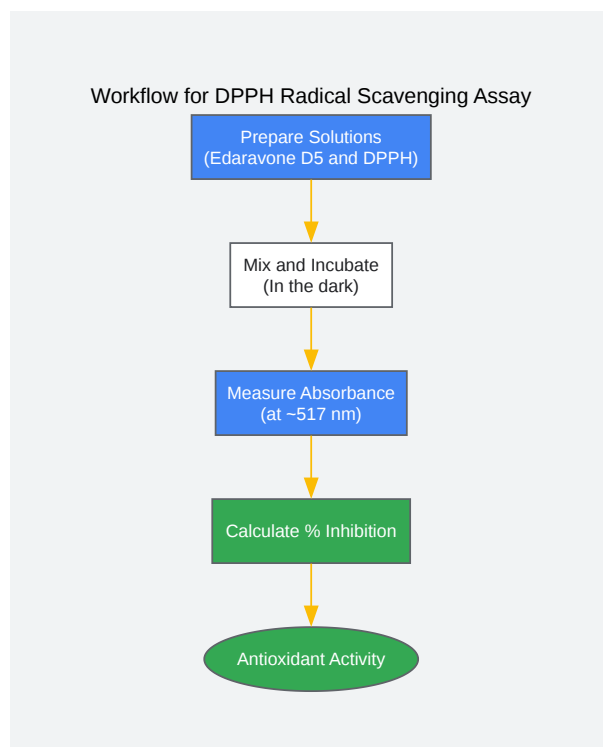 Workflow for DPPH Radical Scavenging Assay
Prepare Solutions
(Edaravone D5 and DPPH)
Mix and Incubate
(In the dark)
Measure Absorbance
(at ~517 nm)
Calculate % Inhibition
Antioxidant Activity